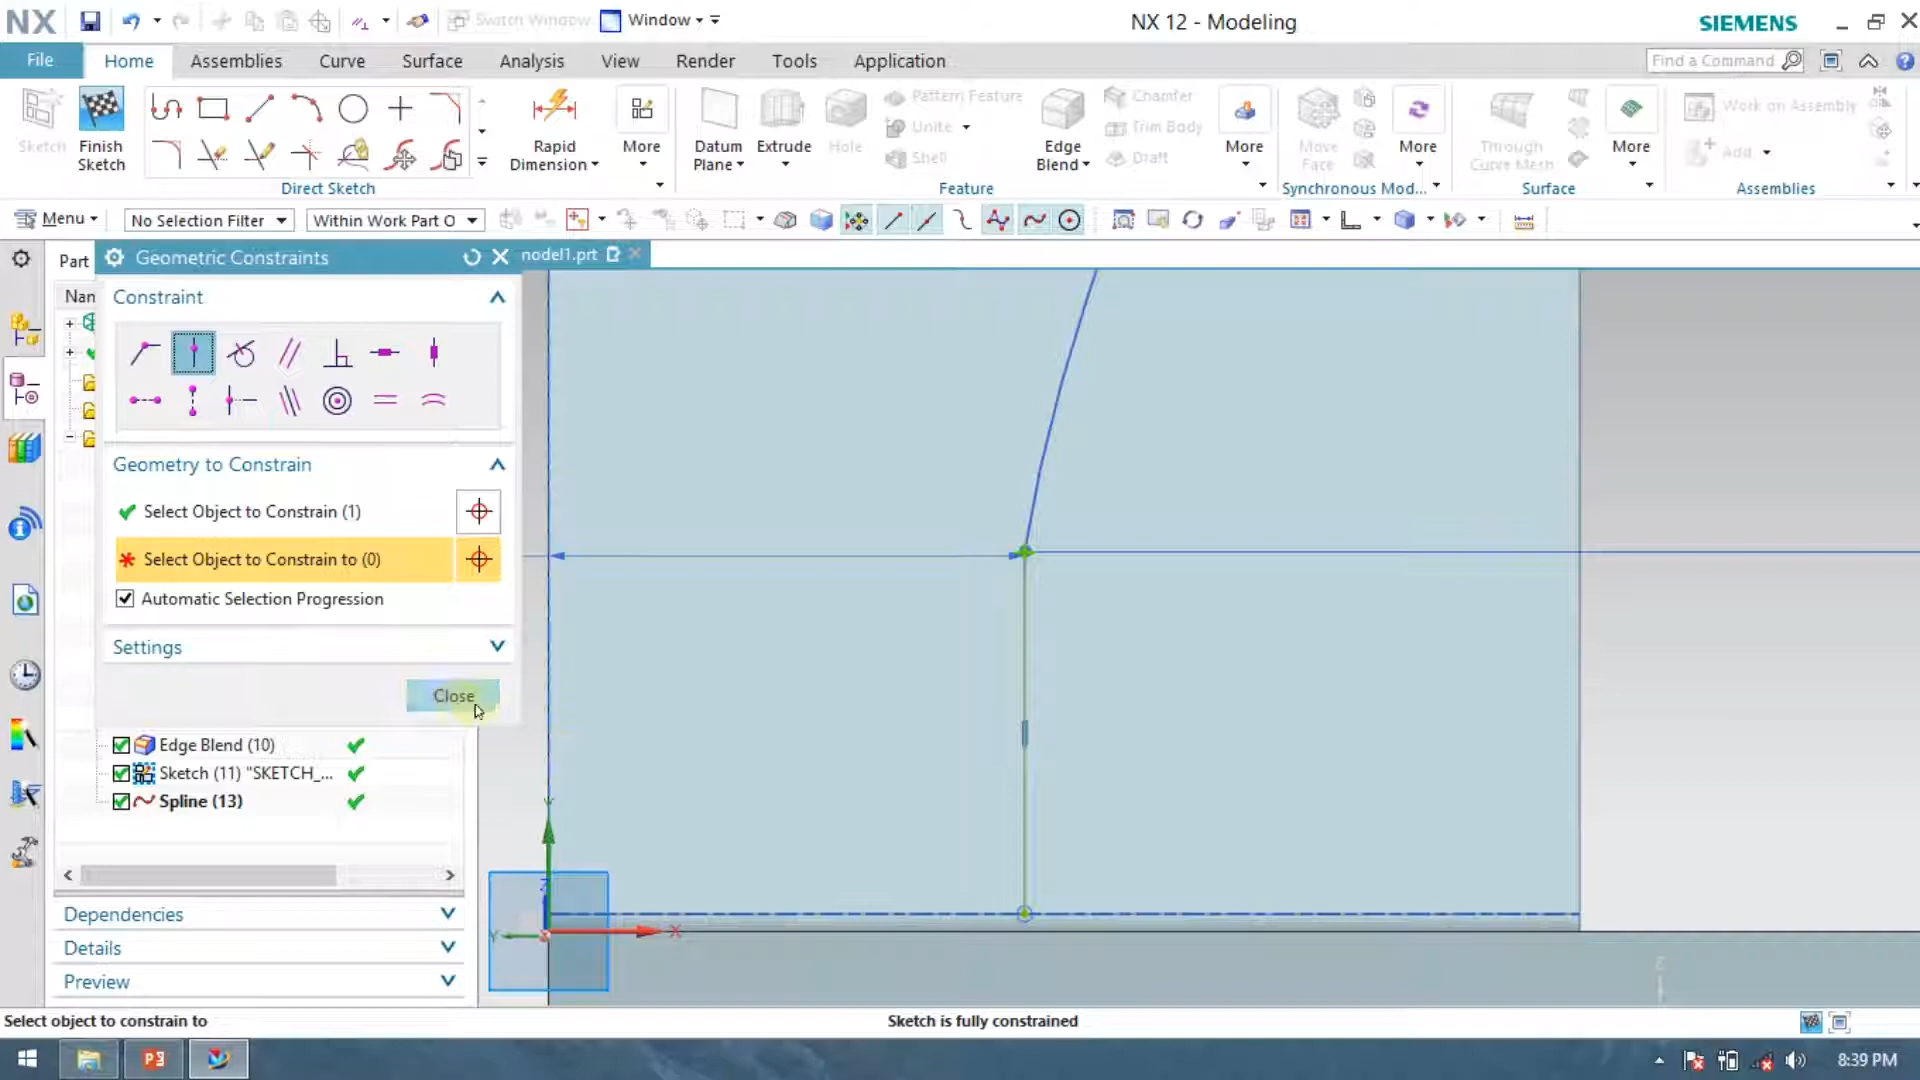 NX
Switch Window
Window
NX 12 - Modeling
SIEMENS
File
Home
Assemblies
Curve
Surface
Analysis
View
Render
Tools
Application
Find a Command
Sketch
Finish
Sketch
Direct Sketch
Rapid
Dimension
More
Datum
Plane
Extrude
Hole
Pattern Feature
Unite
Shell
Edge
Blend
Chamfer
Trim Body
Draft
More
Feature
Move
Face
More
Synchronous Mod...
Through
Curve Mesh
More
Surface
Work on Assembly
Add
Assemblies
Menu
No Selection Filter
Within Work Part O
Part
Nan
Geometric Constraints
nodel1.prt
Constraint
Geometry to Constrain
Select Object to Constrain (1)
Select Object to Constrain to (0)
Automatic Selection Progression
Settings
Close
Edge Blend (10)
Sketch (11) "SKETCH_...
Spline (13)
Dependencies
Details
Preview
Y
Z
Y
X
Z
Select object to constrain to
Sketch is fully constrained
8:39 PM